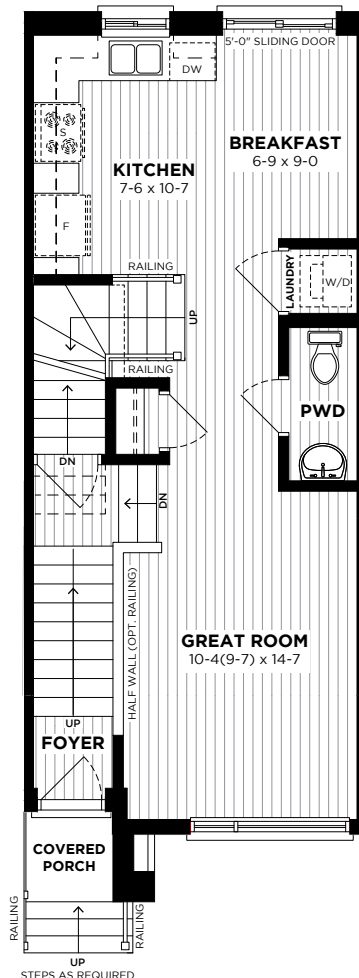 5'-0" SLIDING DOOR
DW
BREAKFAST
6-9 x 9-0
S
KITCHEN
7-6 x 10-7
F
RAILING
LAUNDRY
W/D
UP
RAILING
PWD
DN
DN
HALF WALL (OPT. RAILING)
GREAT ROOM
10-4(9-7) x 14-7
UP
FOYER
COVERED
PORCH
RAILING
RAILING
UP
STEPS AS REQUIRED